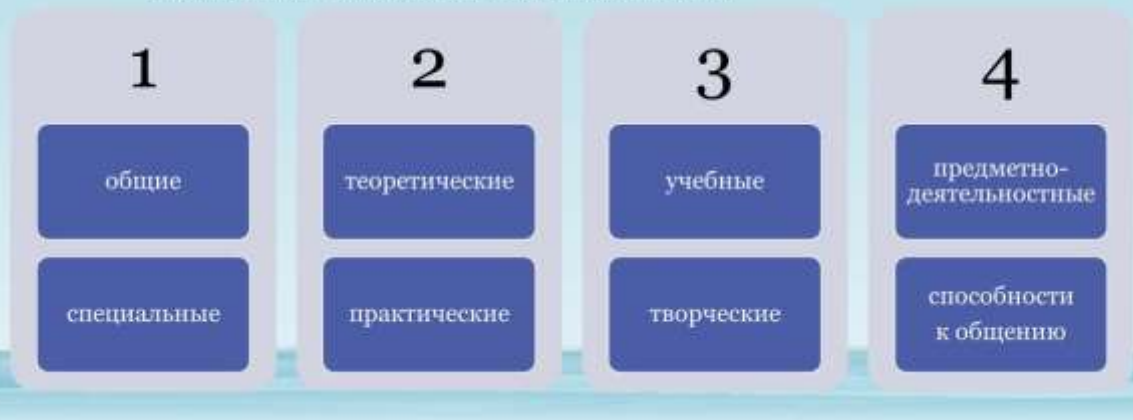 1
общие
специальные
2
теоретические
практические
3
учебные
творческие
4
предметно-
деятельностные
способности
к общению